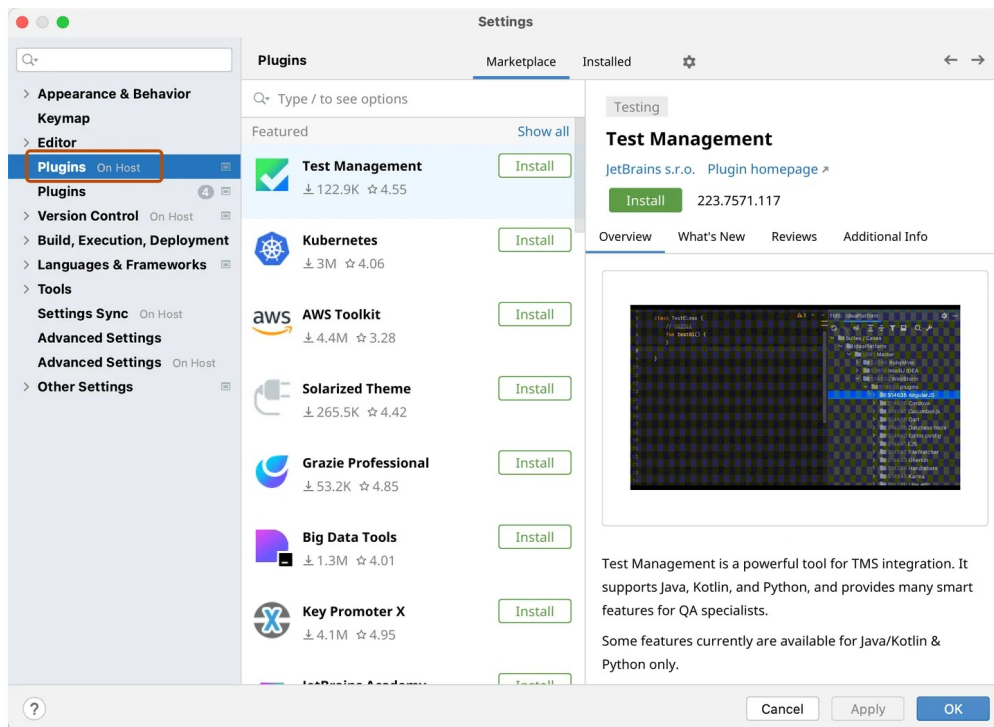 Settings
Appearance & Behavior
Keymap
Editor
Plugins On Host
Plugins 4
Version Control On Host
Build, Execution, Deployment
Languages & Frameworks
Tools
Settings Sync On Host
Advanced Settings
Advanced Settings On Host
Other Settings
Plugins
Marketplace
Installed
Type / to see options
Featured Show all
Test Management Install
122.9K 4.55
Kubernetes Install
3M 4.06
aws AWS Toolkit Install
4.4M 3.28
Solarized Theme Install
265.5K 4.42
Grazie Professional Install
53.2K 4.85
Big Data Tools Install
1.3M 4.01
Key Promoter X Install
4.1M 4.95
JetBrains Academy Install
Testing
Test Management
JetBrains s.r.o. Plugin homepage
Install 223.7571.117
Overview What's New Reviews Additional Info
class TestClass {
fun test01() {
}
}
Test Management is a powerful tool for TMS integration. It
supports Java, Kotlin, and Python, and provides many smart
features for QA specialists.
Some features currently are available for Java/Kotlin &
Python only.
?
Cancel Apply OK